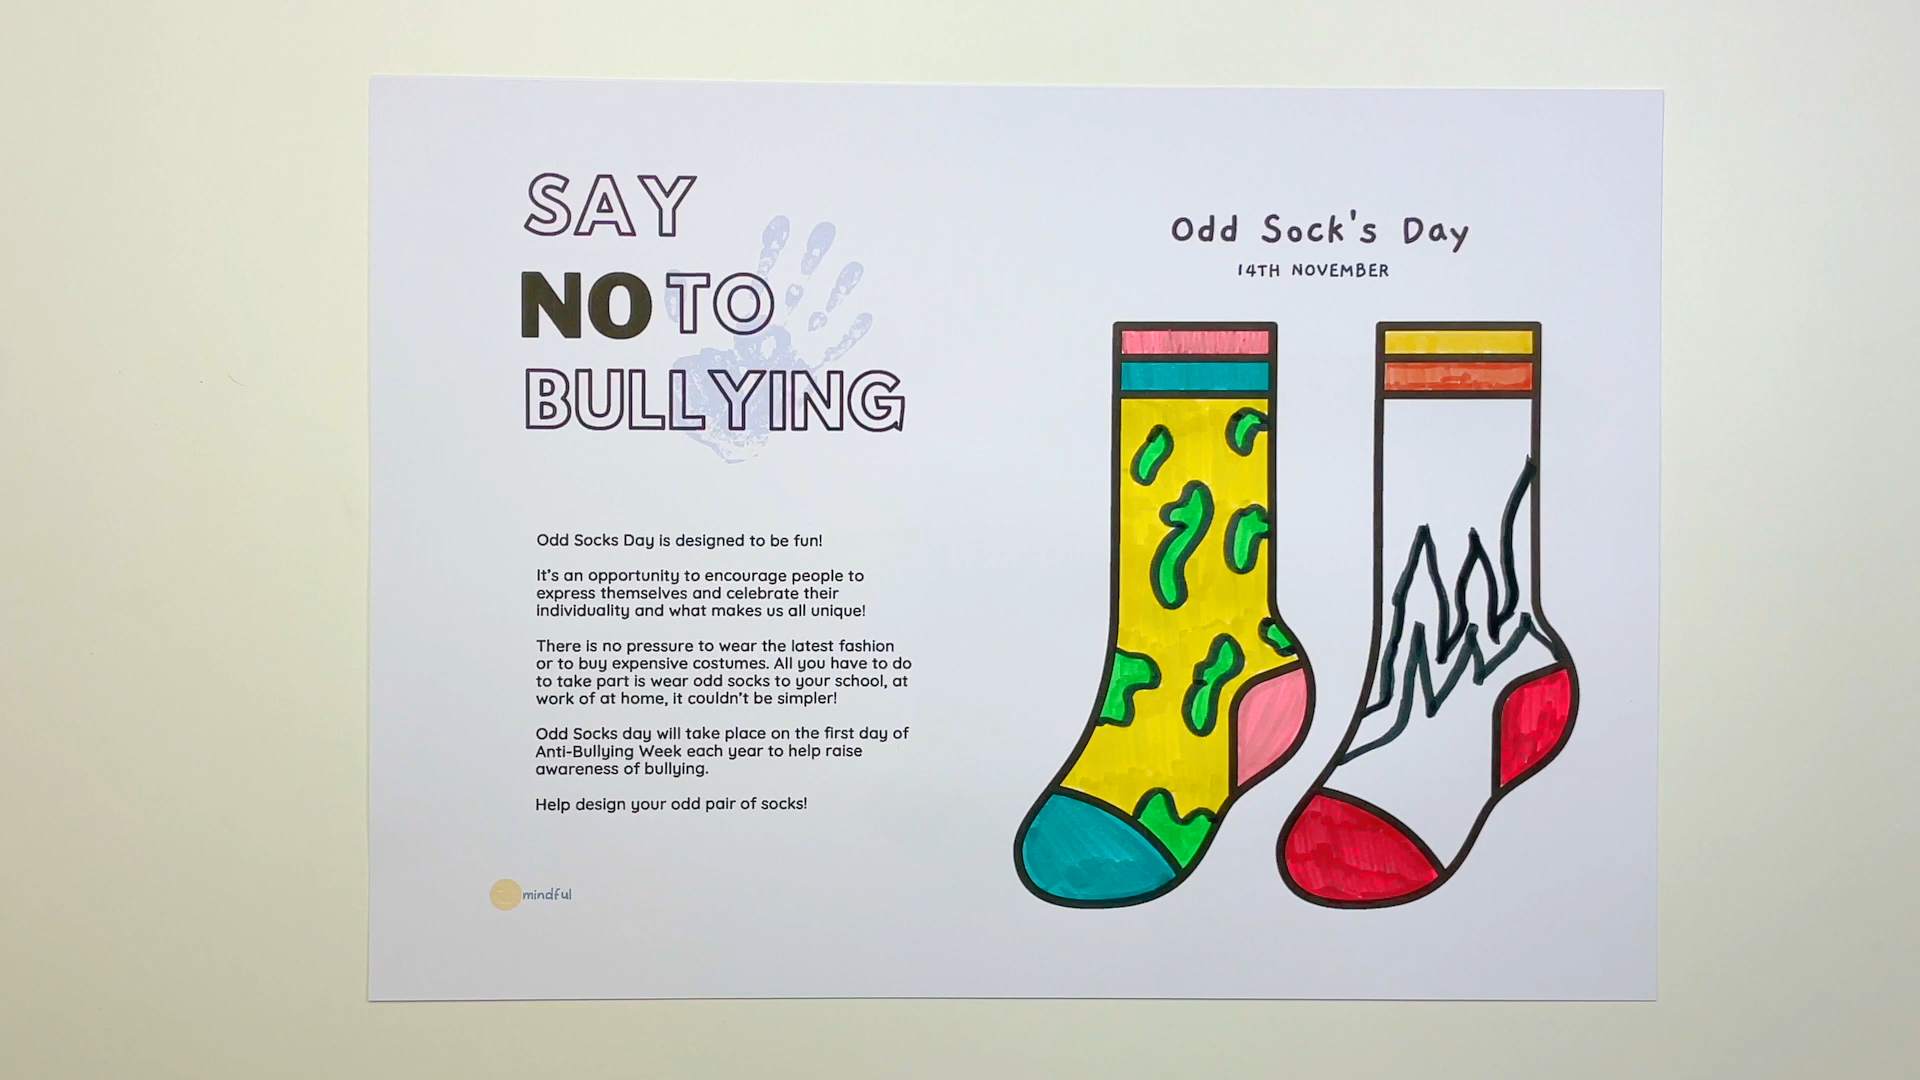 SAY
NO TO
BULLYING
Odd Socks Day is designed to be fun!
It's an opportunity to encourage people to
express themselves and celebrate their
individuality and what makes us all unique!
There is no pressure to wear the latest fashion
or to buy expensive costumes. All you have to do
to take part is wear odd socks to your school, at
work of at home, it couldn't be simpler!
Odd Socks day will take place on the first day of
Anti-Bullying Week each year to help raise
awareness of bullying.
Help design your odd pair of socks!
mindful
Odd Sock's Day
14TH NOVEMBER